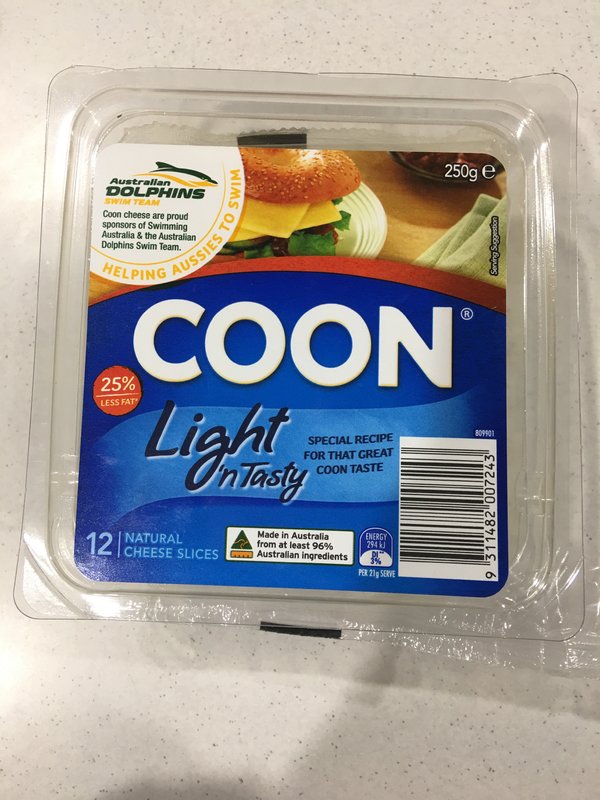 Australian
DOLPHINS
SWIM TEAM
Coon cheese are proud
sponsors of Swimming
Australia & the Australian
Dolphins Swim Team.
HELPING AUSSIES TO SWIM
250g e
Serving Suggestion
COON®
25%
LESS FAT*
Light
'n Tasty
SPECIAL RECIPE
FOR THAT GREAT
COON TASTE
809901
12 NATURAL
CHEESE SLICES
Made in Australia
from at least 96%
Australian ingredients
ENERGY
294 kJ
DI**
3%
PER 21g SERVE
9 311482 007243